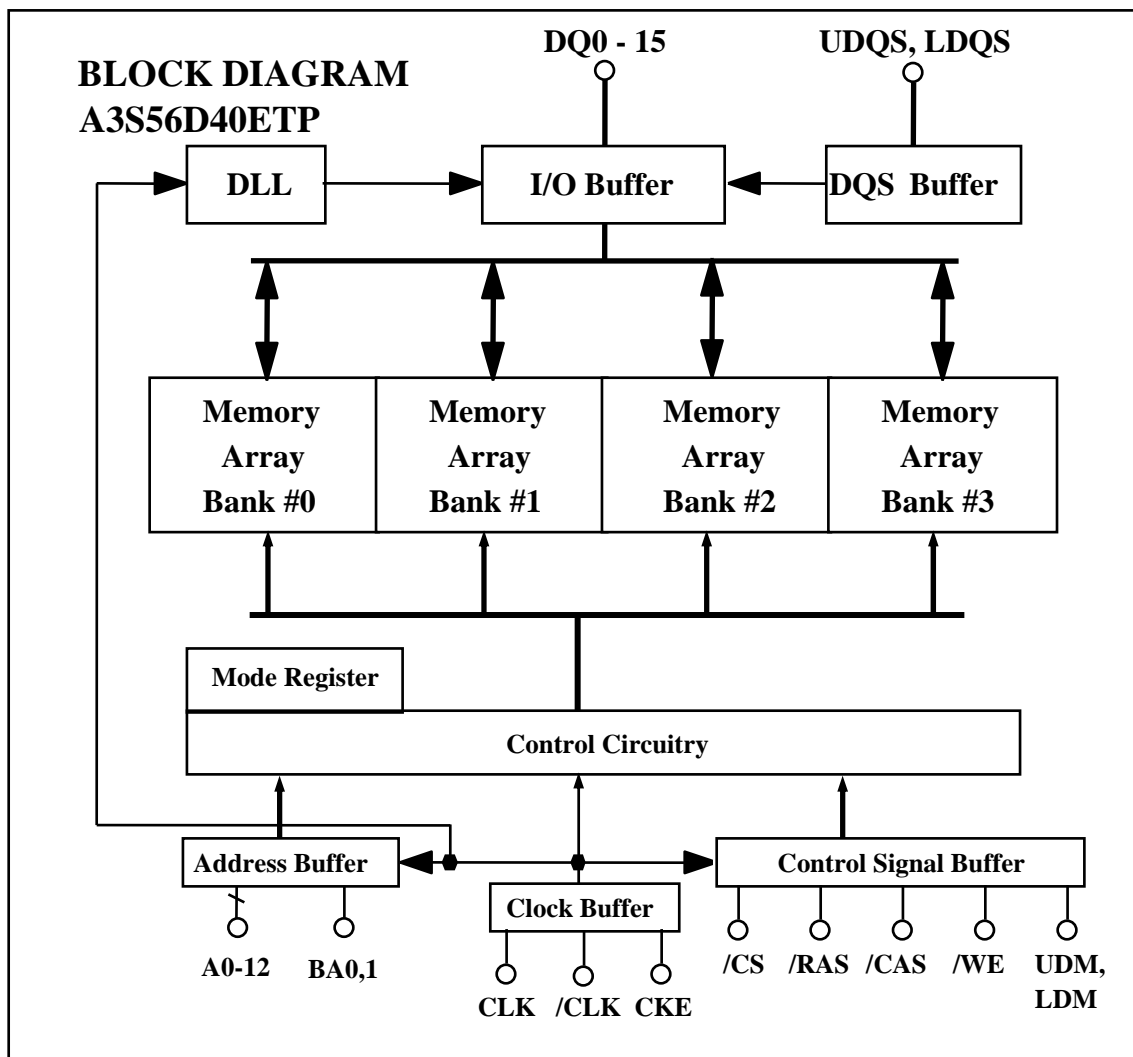 DQ0 - 15
UDQS, LDQS
BLOCK DIAGRAM
A3S56D40ETP
DLL
I/O Buffer
DQS Buffer
Memory
Array
Bank #0
Memory
Array
Bank #1
Memory
Array
Bank #2
Memory
Array
Bank #3
Mode Register
Control Circuitry
Address Buffer
Control Signal Buffer
Clock Buffer
A0-12
BA0,1
CLK
/CLK
CKE
/CS
/RAS
/CAS
/WE
UDM,
LDM